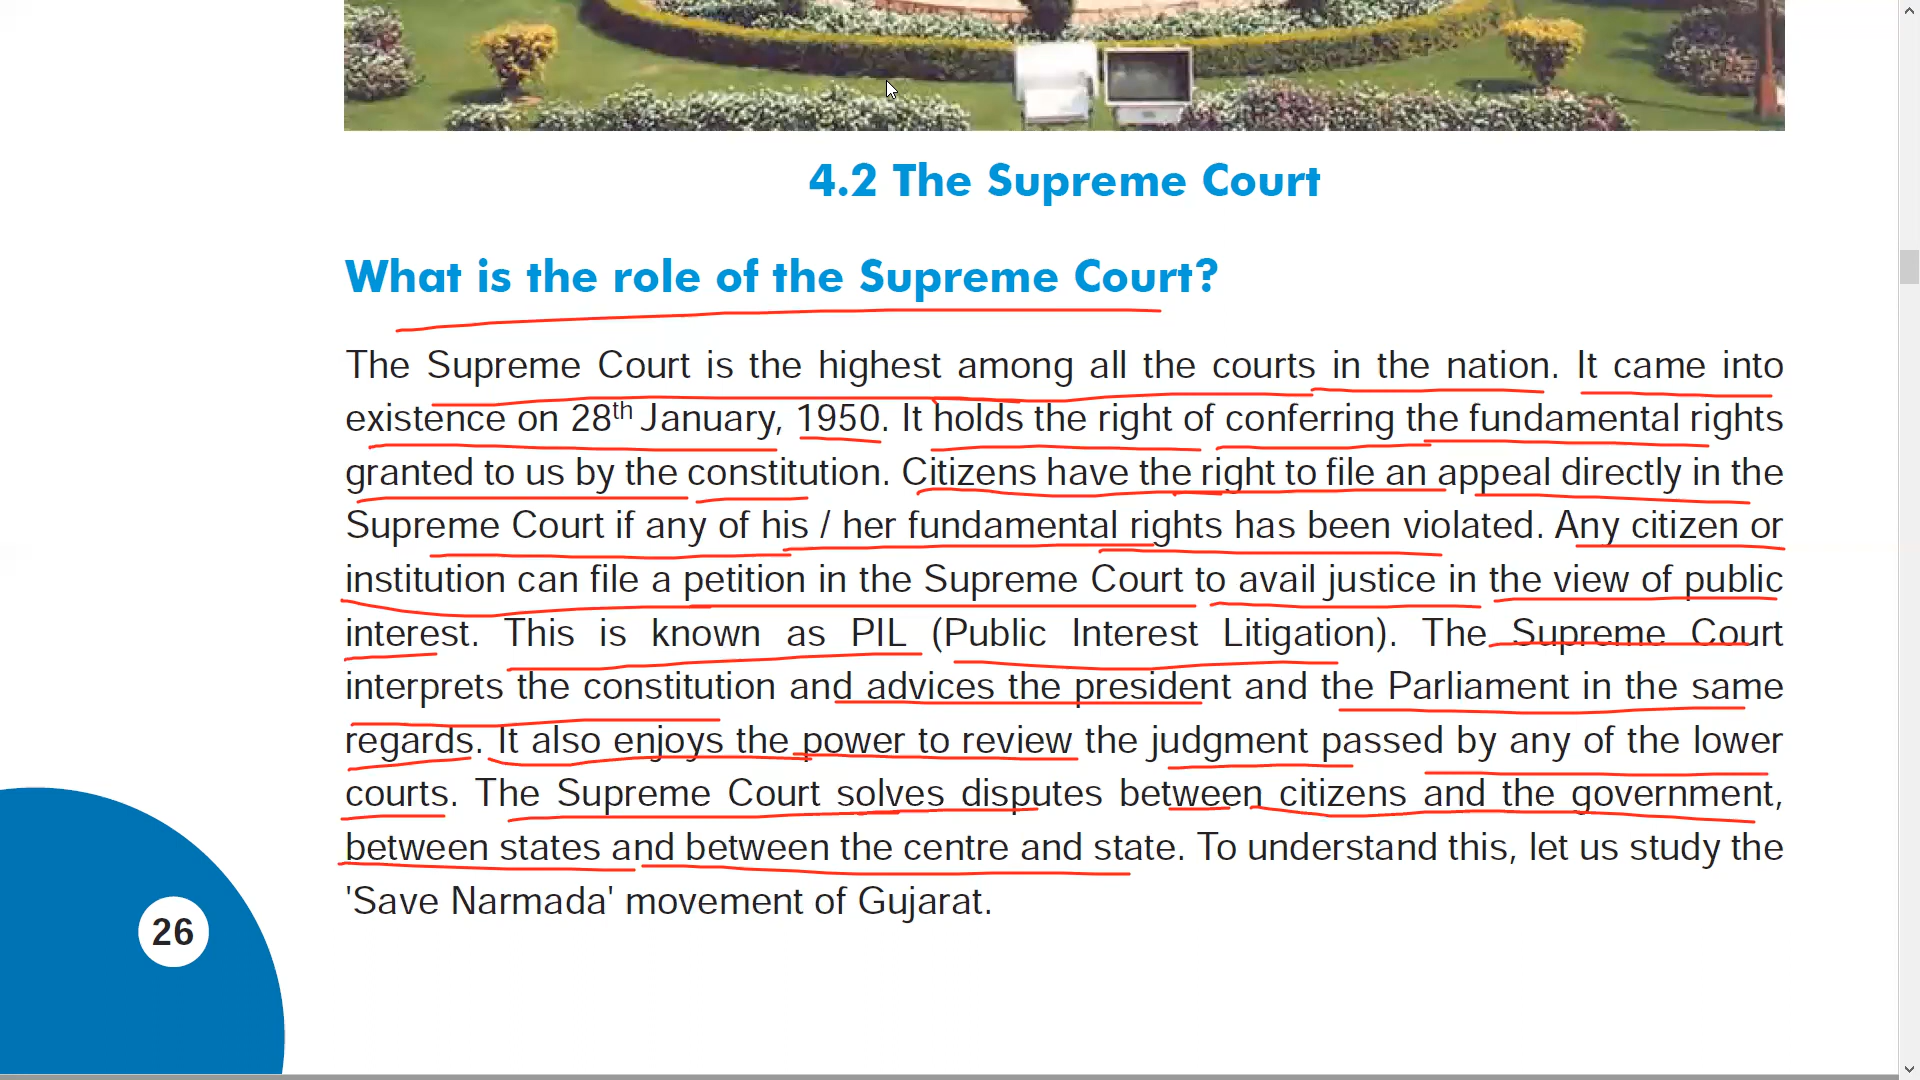 4.2 The Supreme Court
What is the role of the Supreme Court?
The Supreme Court is the highest among all the courts in the nation. It came into
existence on 28th January, 1950. It holds the right of conferring the fundamental rights
granted to us by the constitution. Citizens have the right to file an appeal directly in the
Supreme Court if any of his / her fundamental rights has been violated. Any citizen or
institution can file a petition in the Supreme Court to avail justice in the view of public
interest. This is known as PIL (Public Interest Litigation). The Supreme Court
interprets the constitution and advices the president and the Parliament in the same
regards. It also enjoys the power to review the judgment passed by any of the lower
courts. The Supreme Court solves disputes between citizens and the government,
between states and between the centre and state. To understand this, let us study the
'Save Narmada' movement of Gujarat.
26